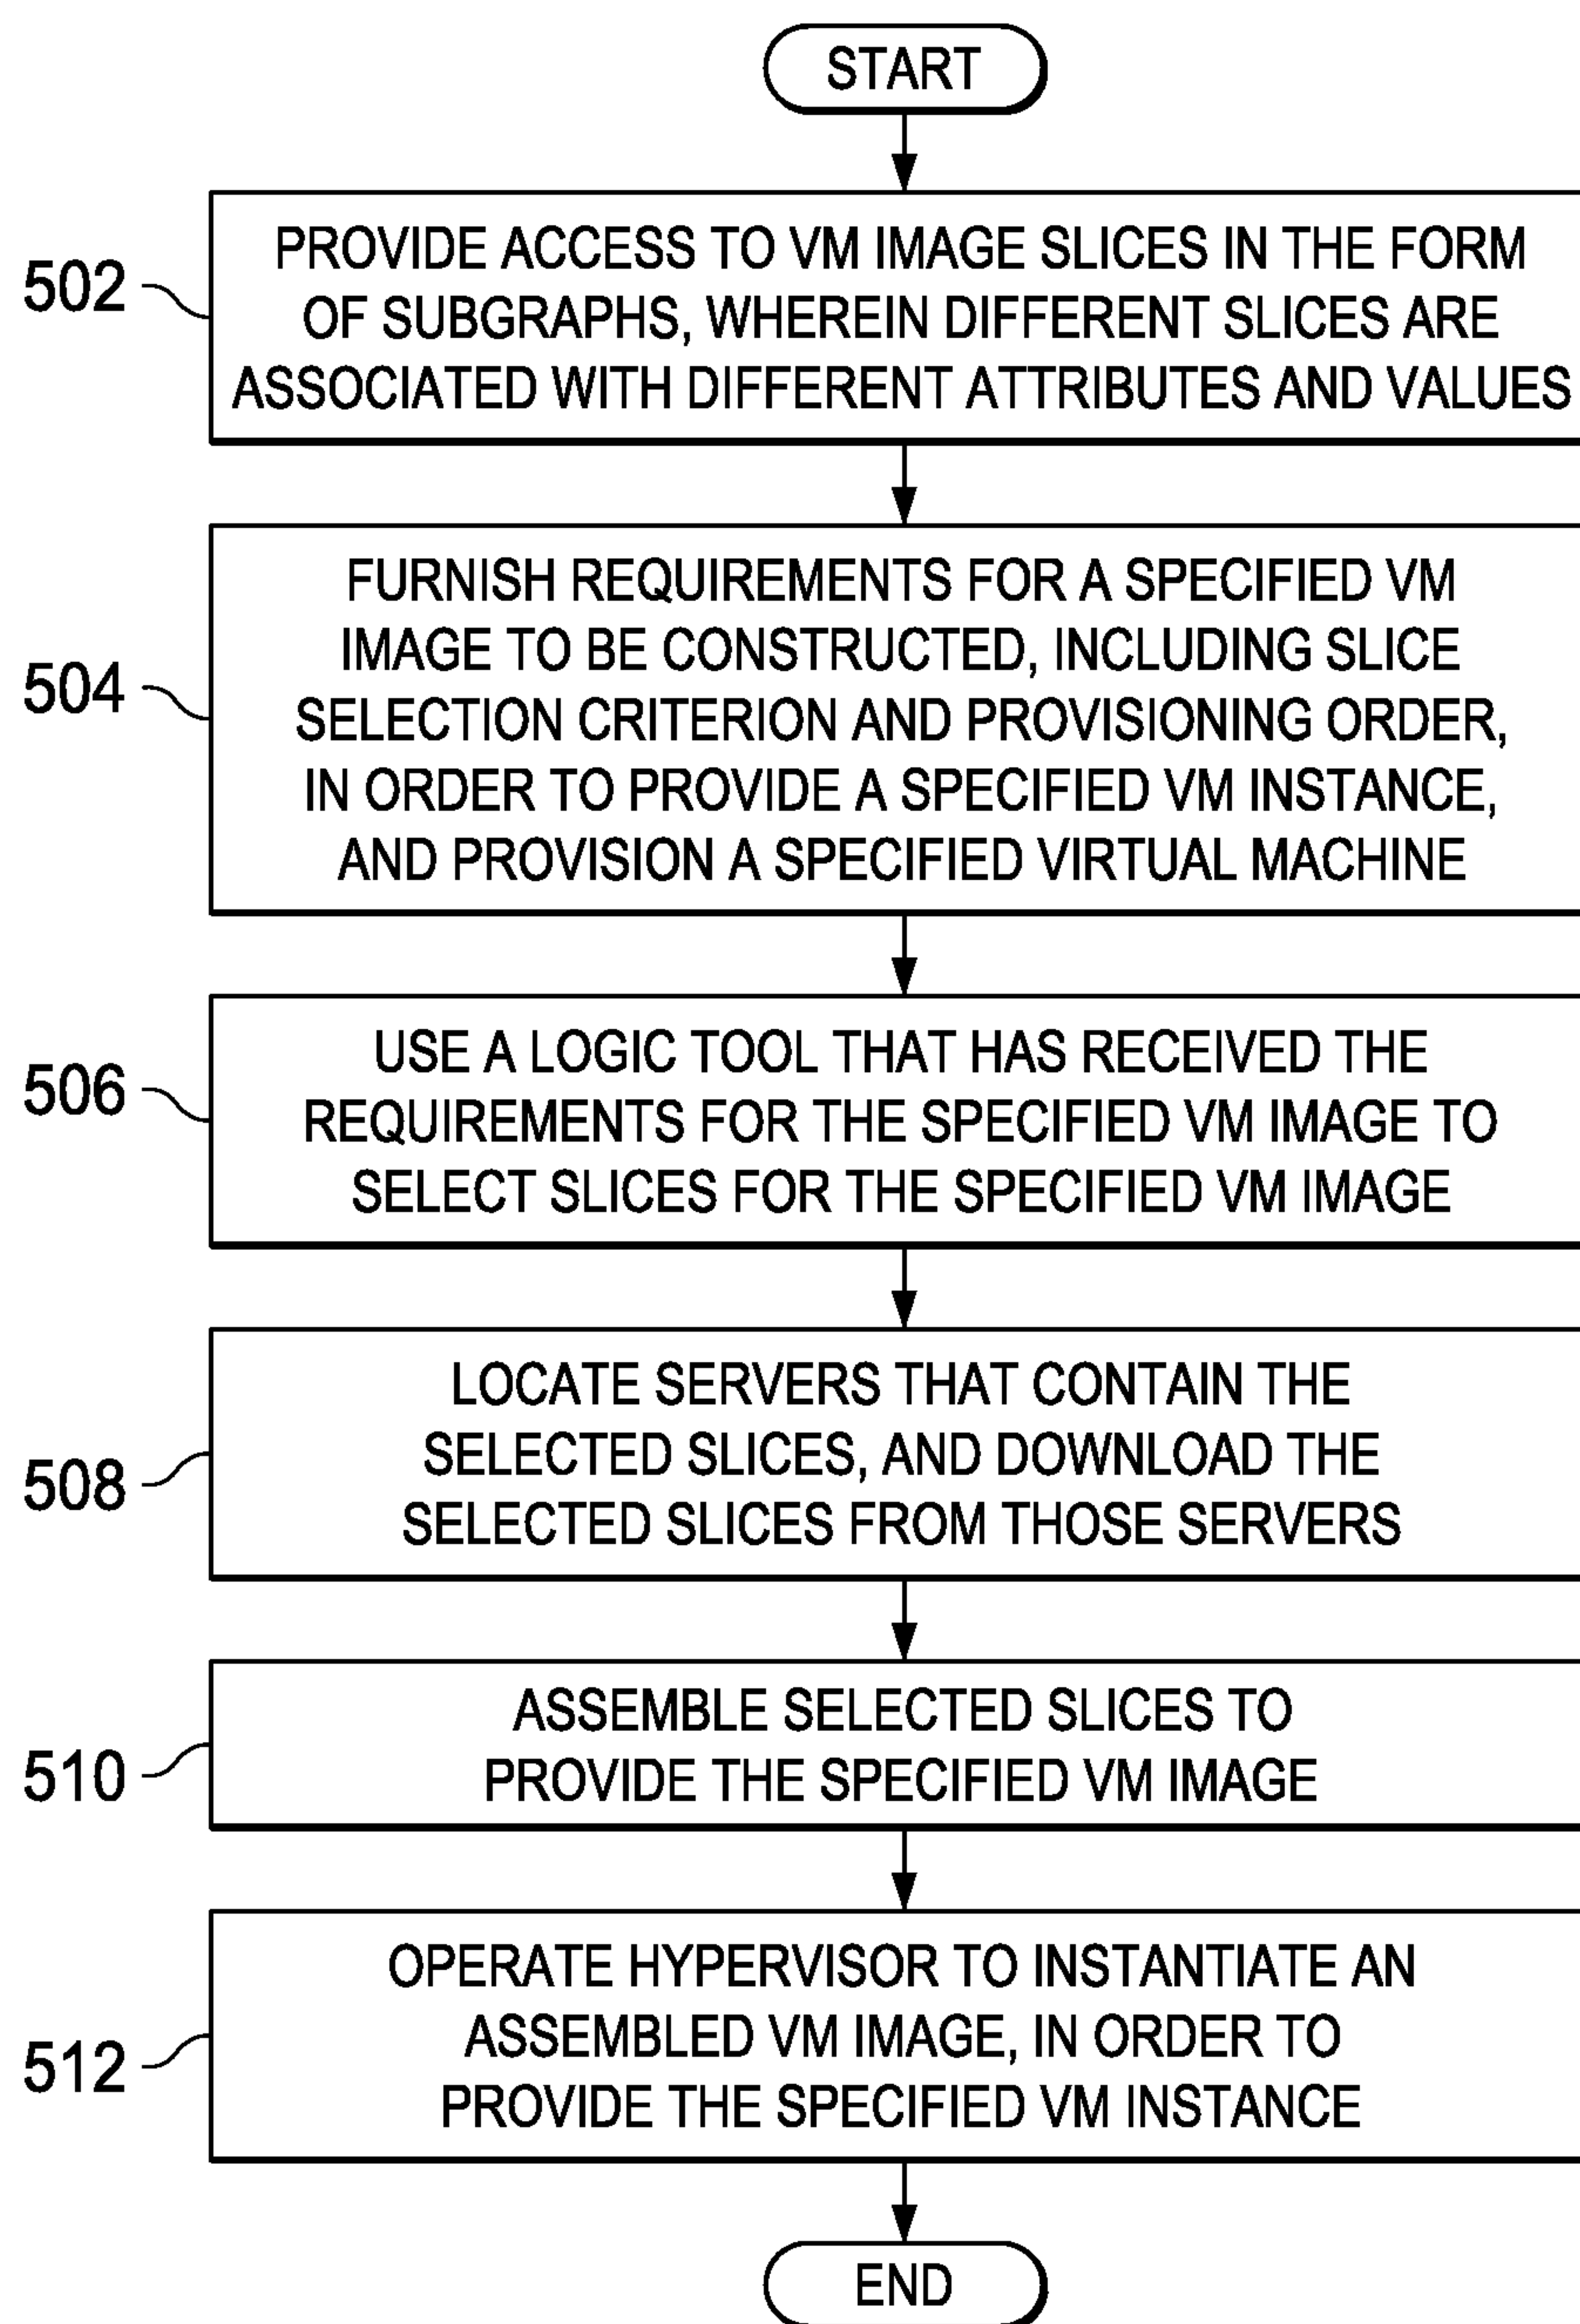 START
502
PROVIDE ACCESS TO VM IMAGE SLICES IN THE FORM
OF SUBGRAPHS, WHEREIN DIFFERENT SLICES ARE
ASSOCIATED WITH DIFFERENT ATTRIBUTES AND VALUES
504
FURNISH REQUIREMENTS FOR A SPECIFIED VM
IMAGE TO BE CONSTRUCTED, INCLUDING SLICE
SELECTION CRITERION AND PROVISIONING ORDER,
IN ORDER TO PROVIDE A SPECIFIED VM INSTANCE,
AND PROVISION A SPECIFIED VIRTUAL MACHINE
506
USE A LOGIC TOOL THAT HAS RECEIVED THE
REQUIREMENTS FOR THE SPECIFIED VM IMAGE TO
SELECT SLICES FOR THE SPECIFIED VM IMAGE
508
LOCATE SERVERS THAT CONTAIN THE
SELECTED SLICES, AND DOWNLOAD THE
SELECTED SLICES FROM THOSE SERVERS
510
ASSEMBLE SELECTED SLICES TO
PROVIDE THE SPECIFIED VM IMAGE
512
OPERATE HYPERVISOR TO INSTANTIATE AN
ASSEMBLED VM IMAGE, IN ORDER TO
PROVIDE THE SPECIFIED VM INSTANCE
END